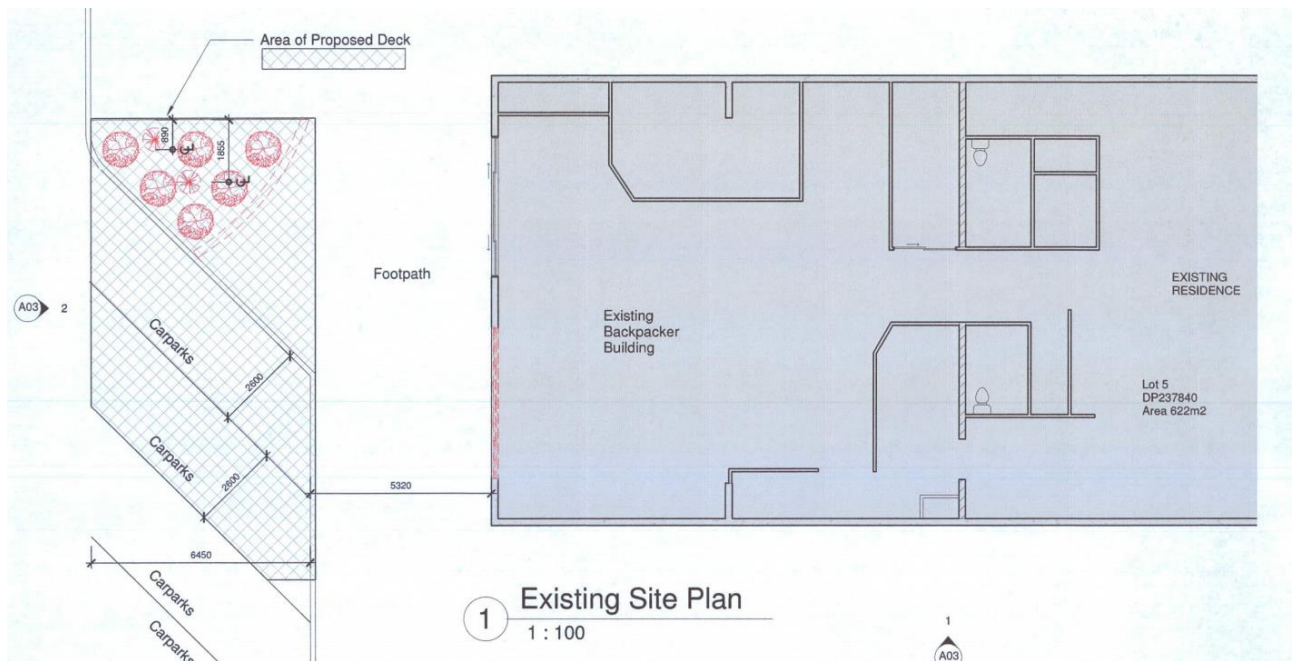 Area of Proposed Deck
890
1855
Footpath
A03
2
Carparks
2600
Carparks
2600
5320
6450
Carparks
Carparks
Existing
Backpacker
Building
EXISTING
RESIDENCE
Lot 5
DP237840
Area 622m2
1
Existing Site Plan
1 : 100
1
A03